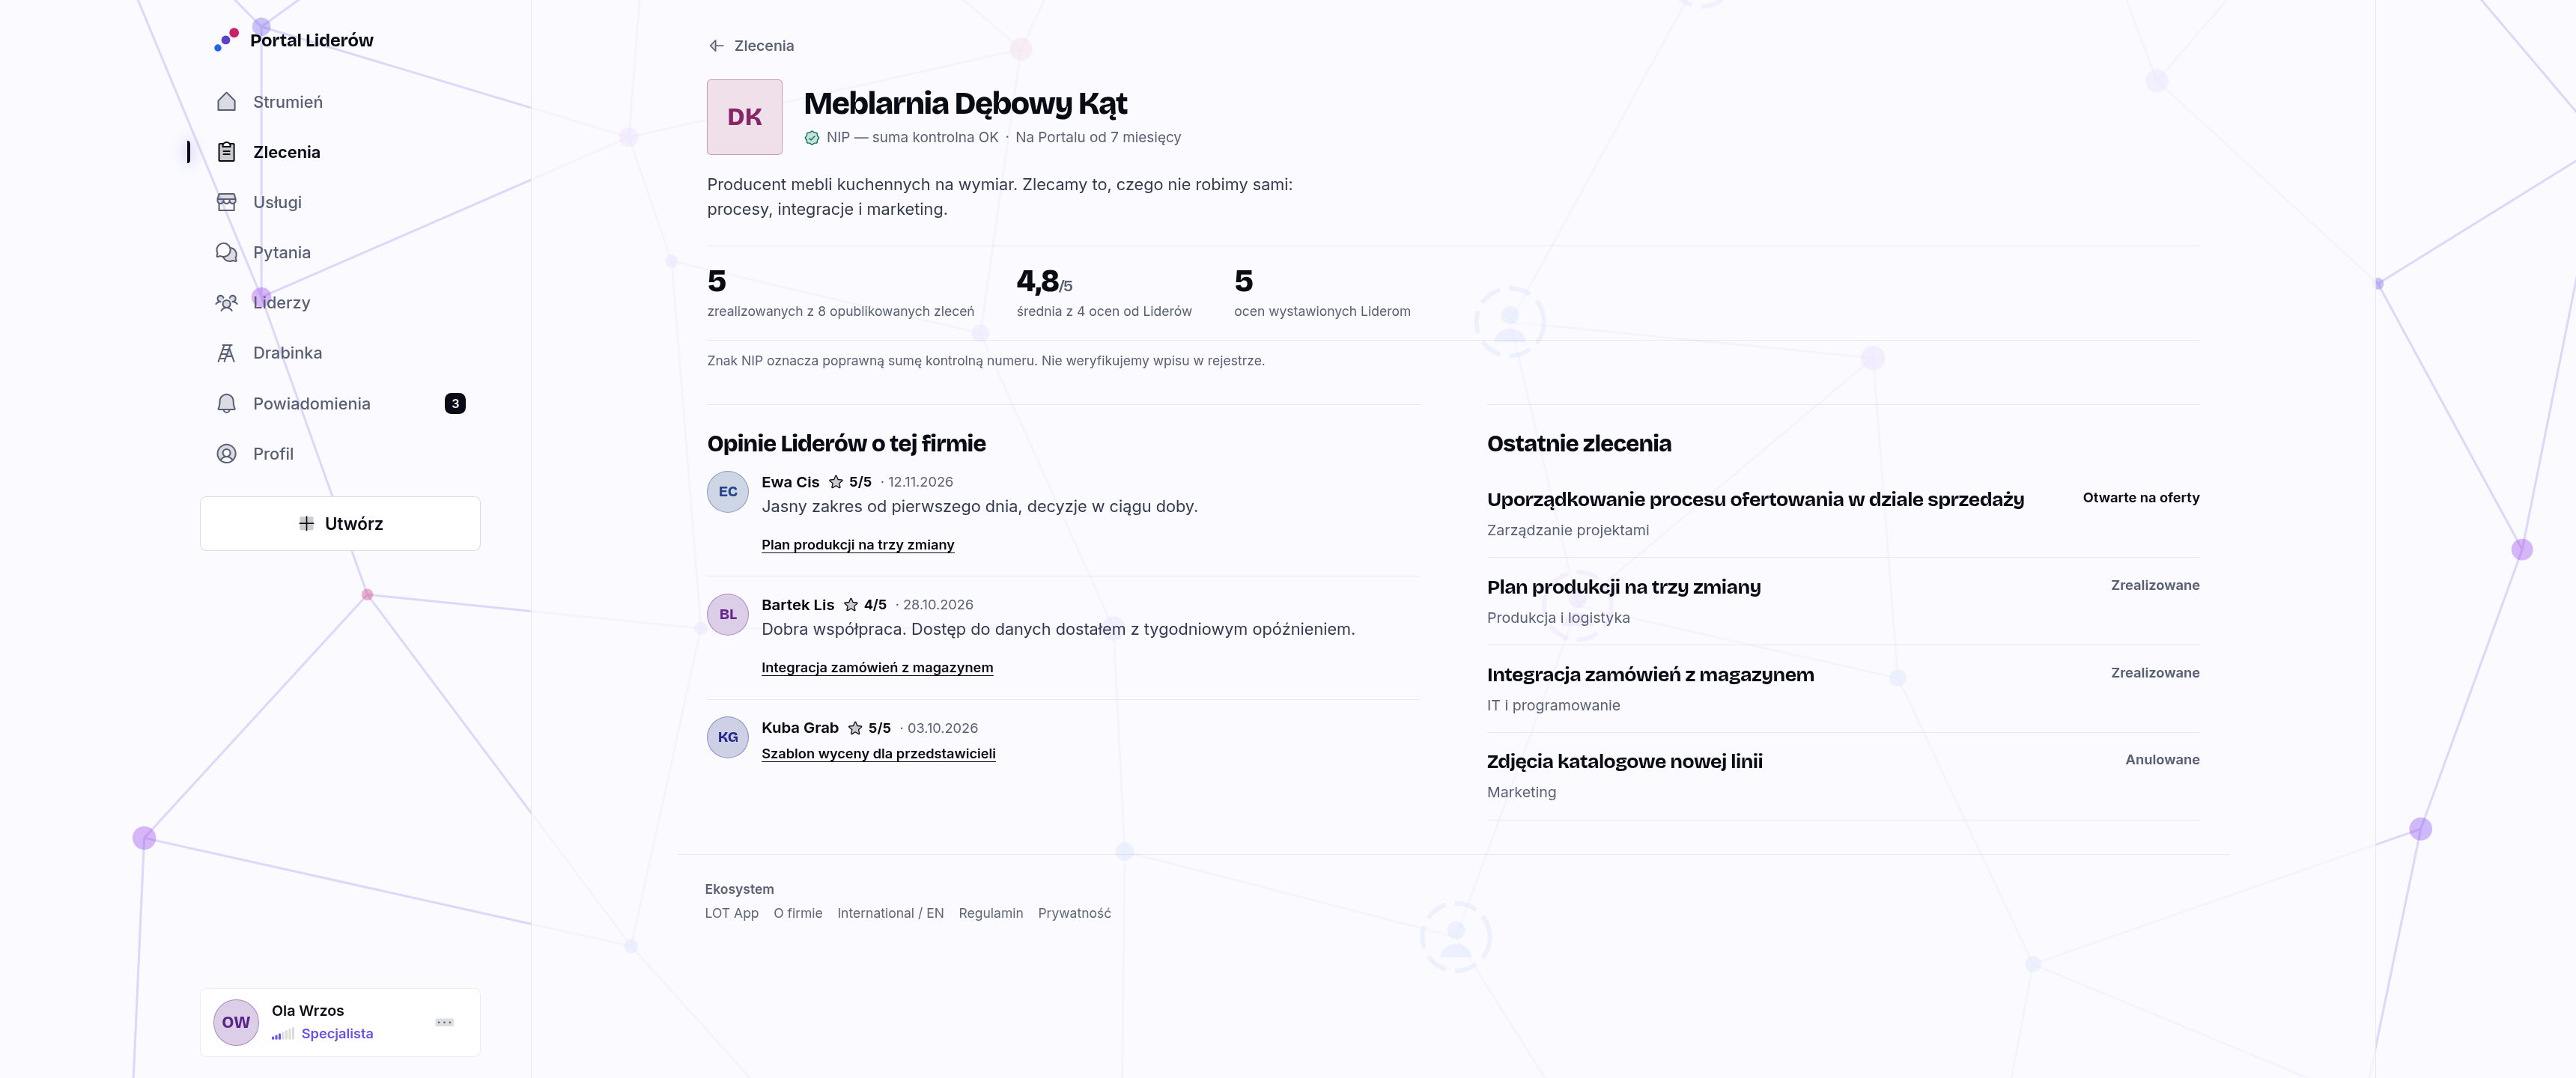 Portal Liderów
Strumień
Zlecenia
Usługi
Pytania
Liderzy
Drabinka
Powiadomienia 3
Profil
Utwórz
OW
Ola Wrzos
Specjalista
Zlecenia
DK
Meblarnia Dębowy Kąt
NIP — suma kontrolna OK · Na Portalu od 7 miesięcy
Producent mebli kuchennych na wymiar. Zlecamy to, czego nie robimy sami:
procesy, integracje i marketing.
5
zrealizowanych z 8 opublikowanych zleceń
4,8/5
średnia z 4 ocen od Liderów
5
ocen wystawionych Liderom
Znak NIP oznacza poprawną sumę kontrolną numeru. Nie weryfikujemy wpisu w rejestrze.
Opinie Liderów o tej firmie
EC
Ewa Cis 5/5 · 12.11.2026
Jasny zakres od pierwszego dnia, decyzje w ciągu doby.
Plan produkcji na trzy zmiany
BL
Bartek Lis 4/5 · 28.10.2026
Dobra współpraca. Dostęp do danych dostałem z tygodniowym opóźnieniem.
Integracja zamówień z magazynem
KG
Kuba Grab 5/5 · 03.10.2026
Szablon wyceny dla przedstawicieli
Ostatnie zlecenia
Uporządkowanie procesu ofertowania w dziale sprzedaży
Otwarte na oferty
Zarządzanie projektami
Plan produkcji na trzy zmiany
Zrealizowane
Produkcja i logistyka
Integracja zamówień z magazynem
Zrealizowane
IT i programowanie
Zdjęcia katalogowe nowej linii
Anulowane
Marketing
Ekosystem
LOT App O firmie International / EN Regulamin Prywatność